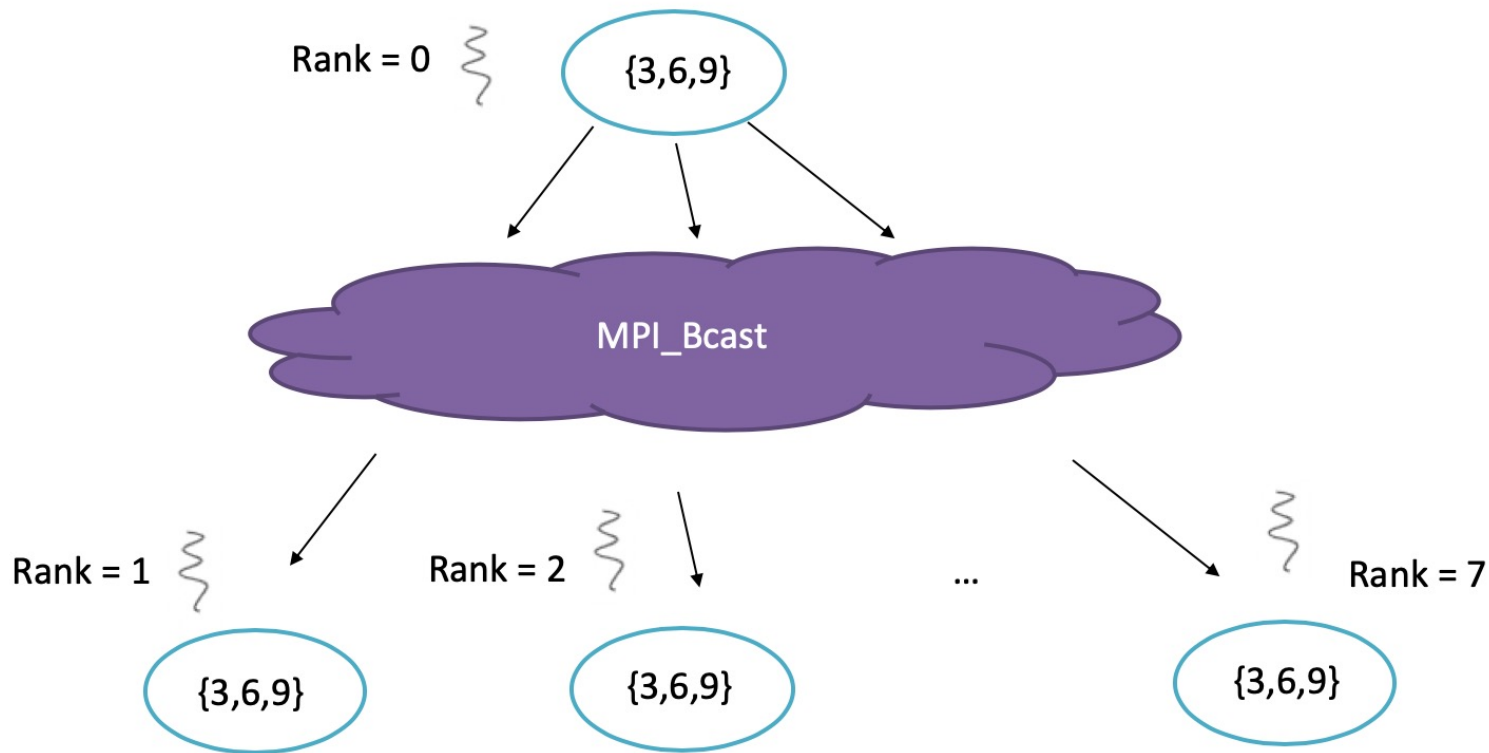 Rank = 0
{3,6,9}
MPI_Bcast
Rank = 1
Rank = 2
...
Rank = 7
{3,6,9}
{3,6,9}
{3,6,9}